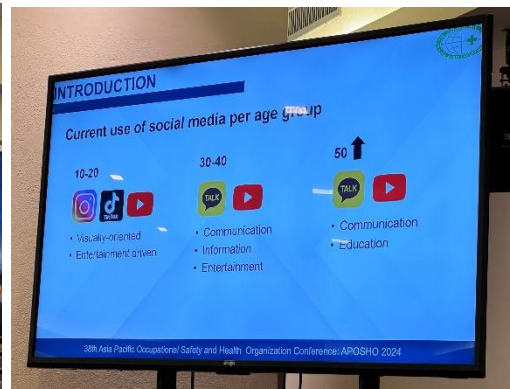 INTRODUCTION
Current use of social media per age group
10-20
TikTok
• Visually-oriented
• Entertainment driven
30-40
TALK
• Communication
• Information
• Entertainment
50
TALK
• Communication
• Education
38th Asia Pacific Occupational Safety and Health Organization Conference: APOSHO 2024